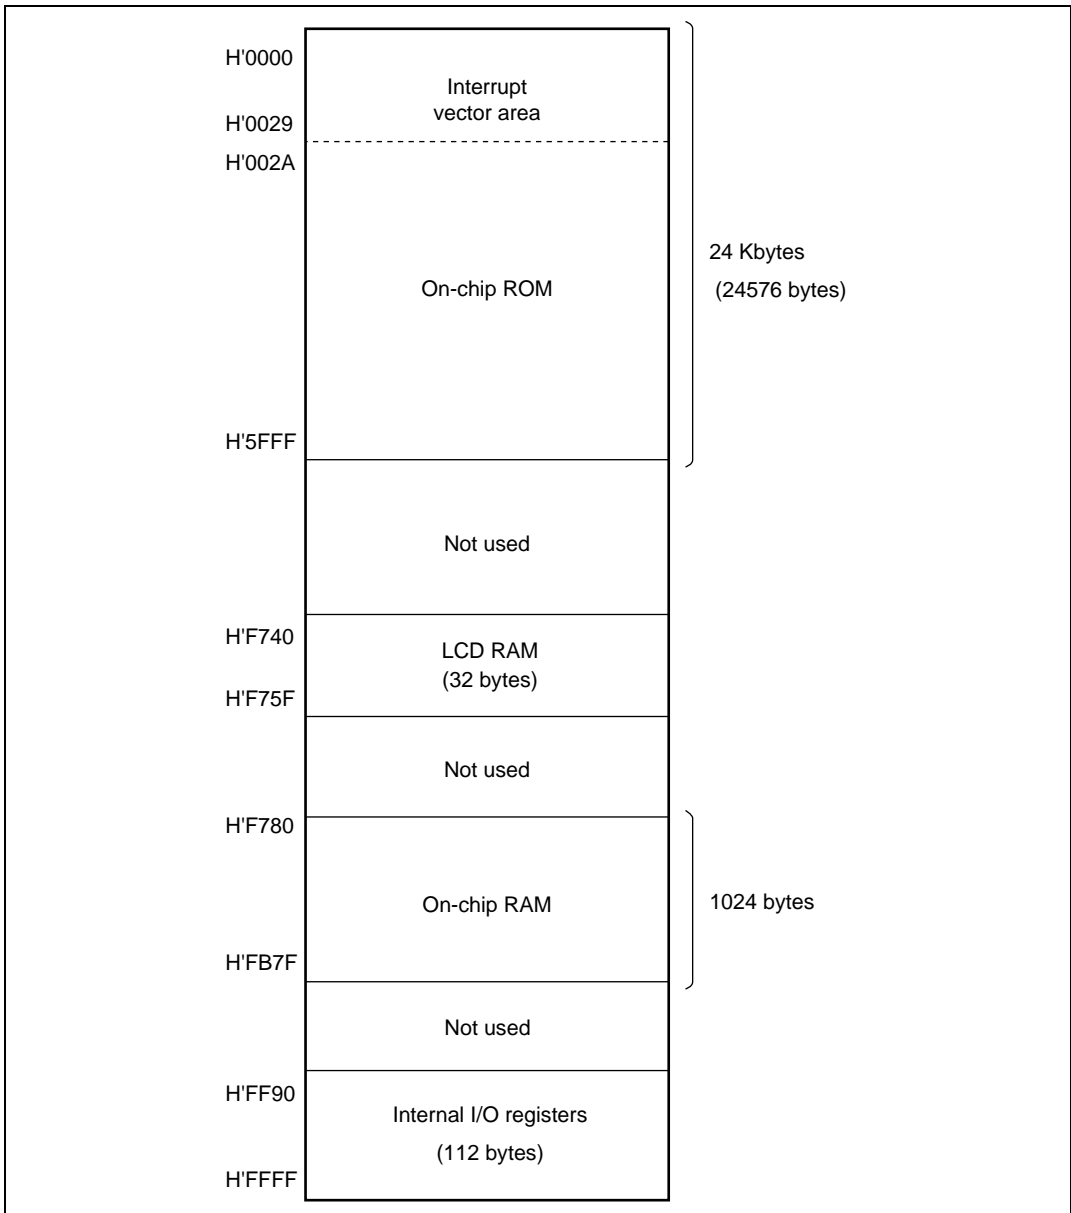 H'0000
Interrupt
vector area
H'0029
H'002A
24 Kbytes
(24576 bytes)
On-chip ROM
H'5FFF
Not used
H'F740
LCD RAM
(32 bytes)
H'F75F
Not used
H'F780
On-chip RAM
1024 bytes
H'FB7F
Not used
H'FF90
Internal I/O registers
(112 bytes)
H'FFFF